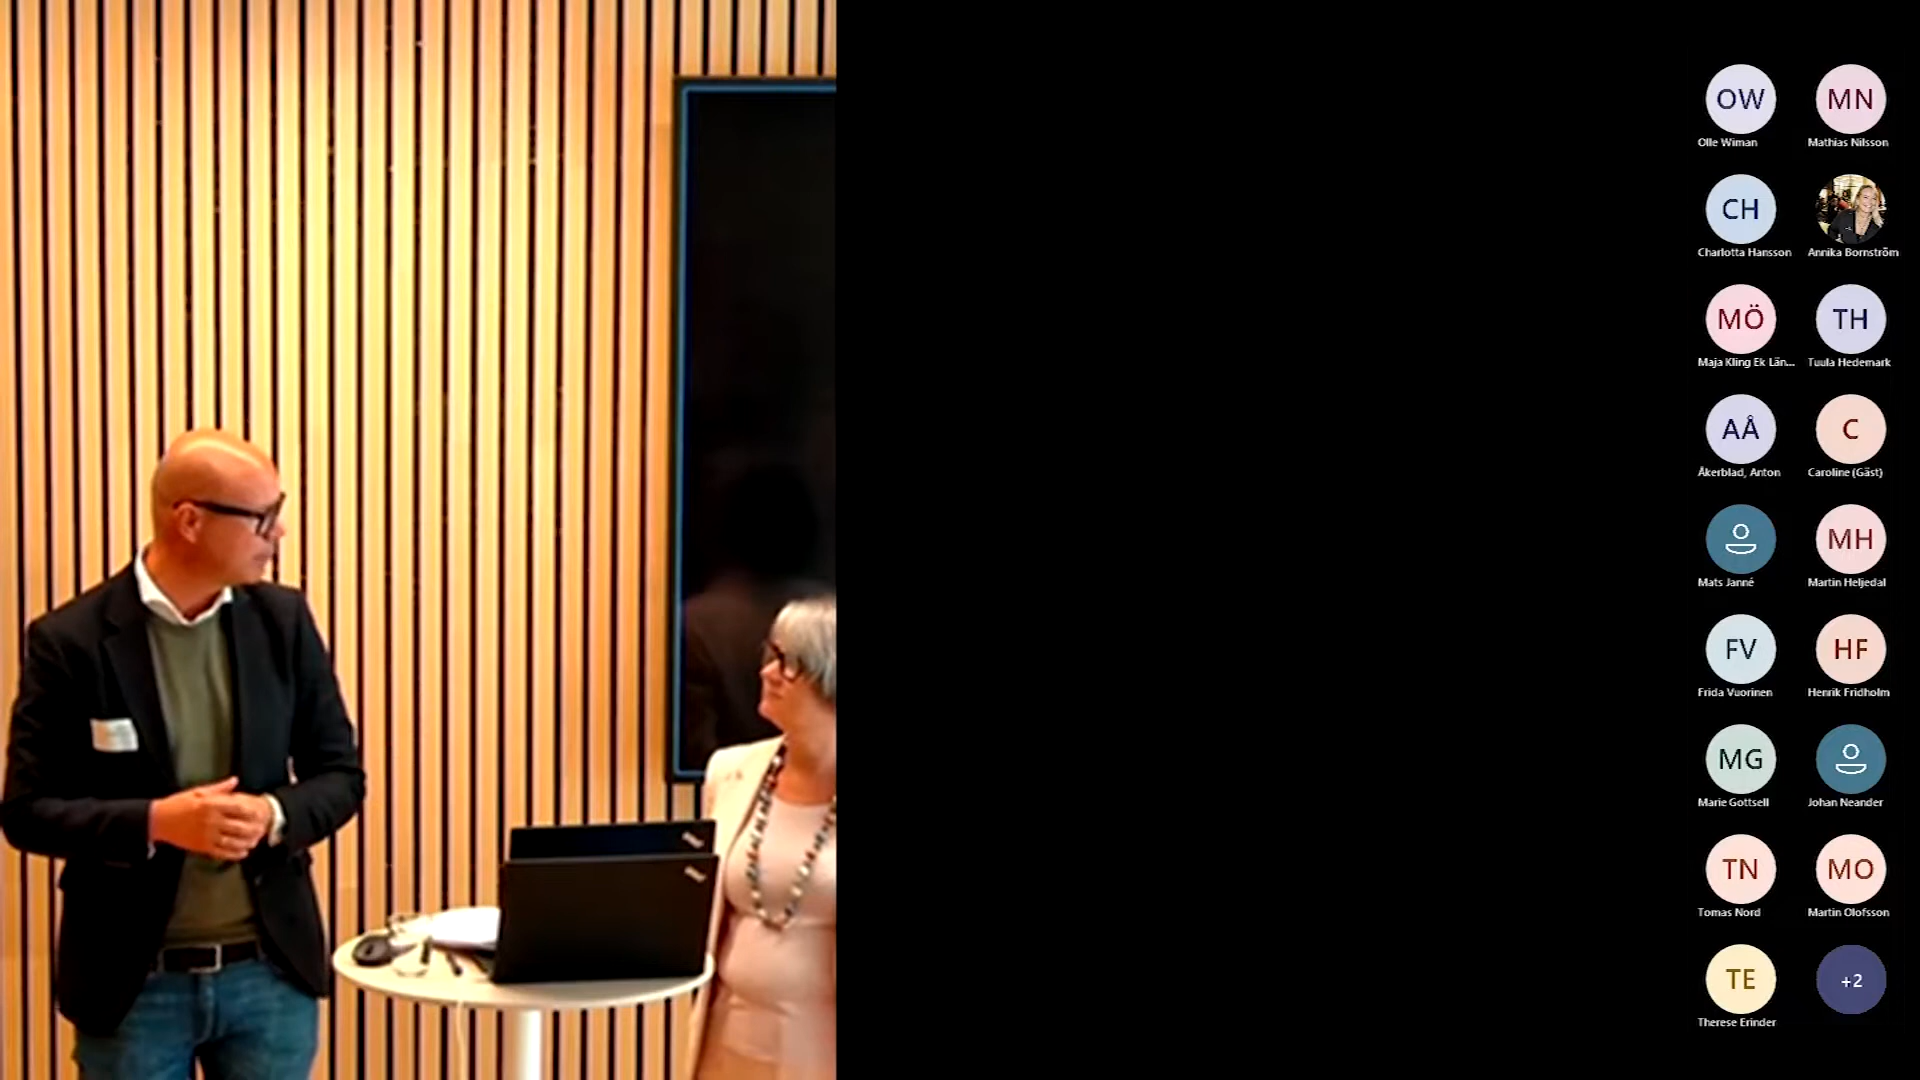 OW
MN
Olle Wiman
Mathias Nilsson
CH
Charlotta Hansson
Annika Bornström
MÖ
TH
Maja Kling Ek Län...
Tuula Hedemark
AÅ
C
Åkerblad, Anton
Caroline (Gäst)
MH
Mats Janné
Martin Heljedal
FV
HF
Frida Vuorinen
Henrik Fridholm
MG
Marie Gottsell
Johan Neander
TN
MO
Tomas Nord
Martin Olofsson
TE
+2
Therese Erinder